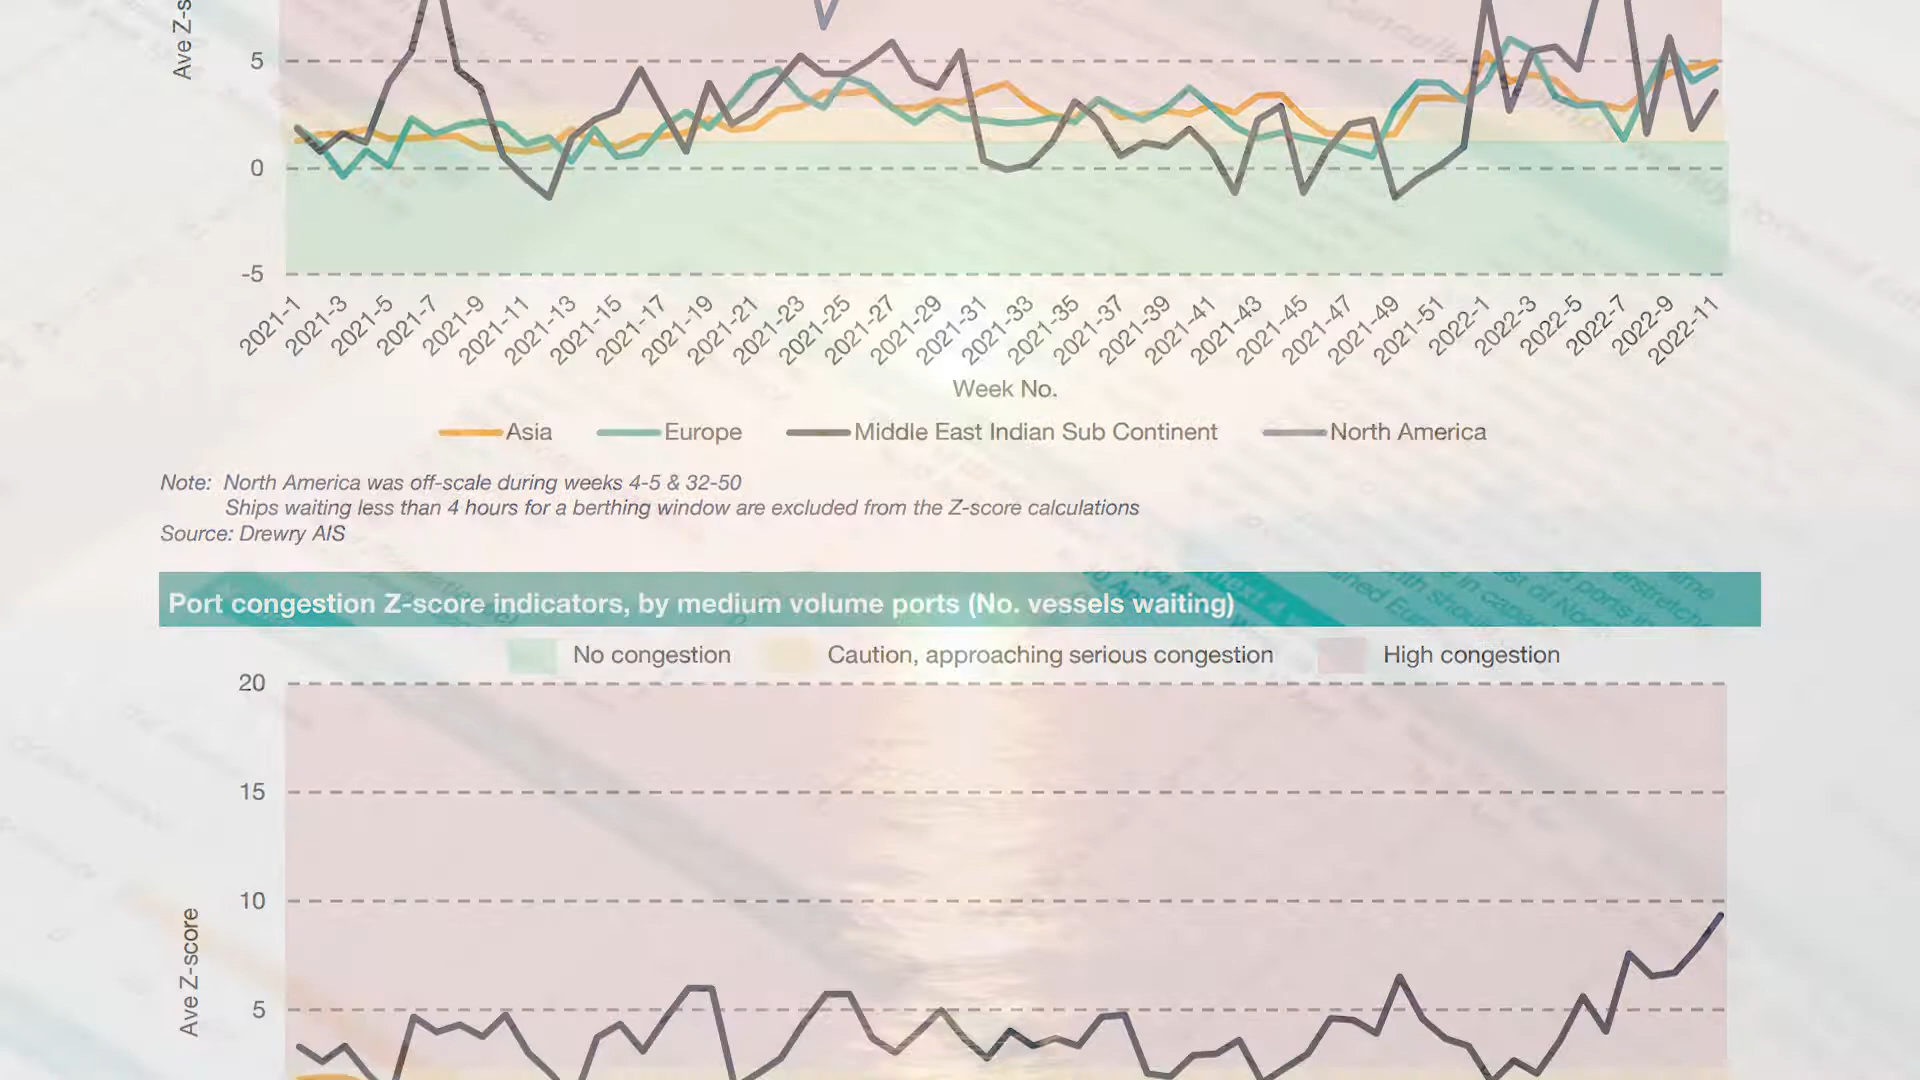 Ave Z-s
5
0
-5
2021-1 2021-3 2021-5 2021-7 2021-9 2021-11 2021-13 2021-15 2021-17 2021-19 2021-21 2021-23 2021-25 2021-27 2021-29 2021-31 2021-33 2021-35 2021-37 2021-39 2021-41 2021-43 2021-45 2021-47 2021-49 2021-51 2022-1 2022-3 2022-5 2022-7 2022-9 2022-11
Week No.
Asia Europe Middle East Indian Sub Continent North America
Note: North America was off-scale during weeks 4-5 & 32-50
Ships waiting less than 4 hours for a berthing window are excluded from the Z-score calculations
Source: Drewry AIS
Port congestion Z-score indicators, by medium volume ports (No. vessels waiting)
No congestion Caution, approaching serious congestion High congestion
20
15
10
Ave Z-score
5